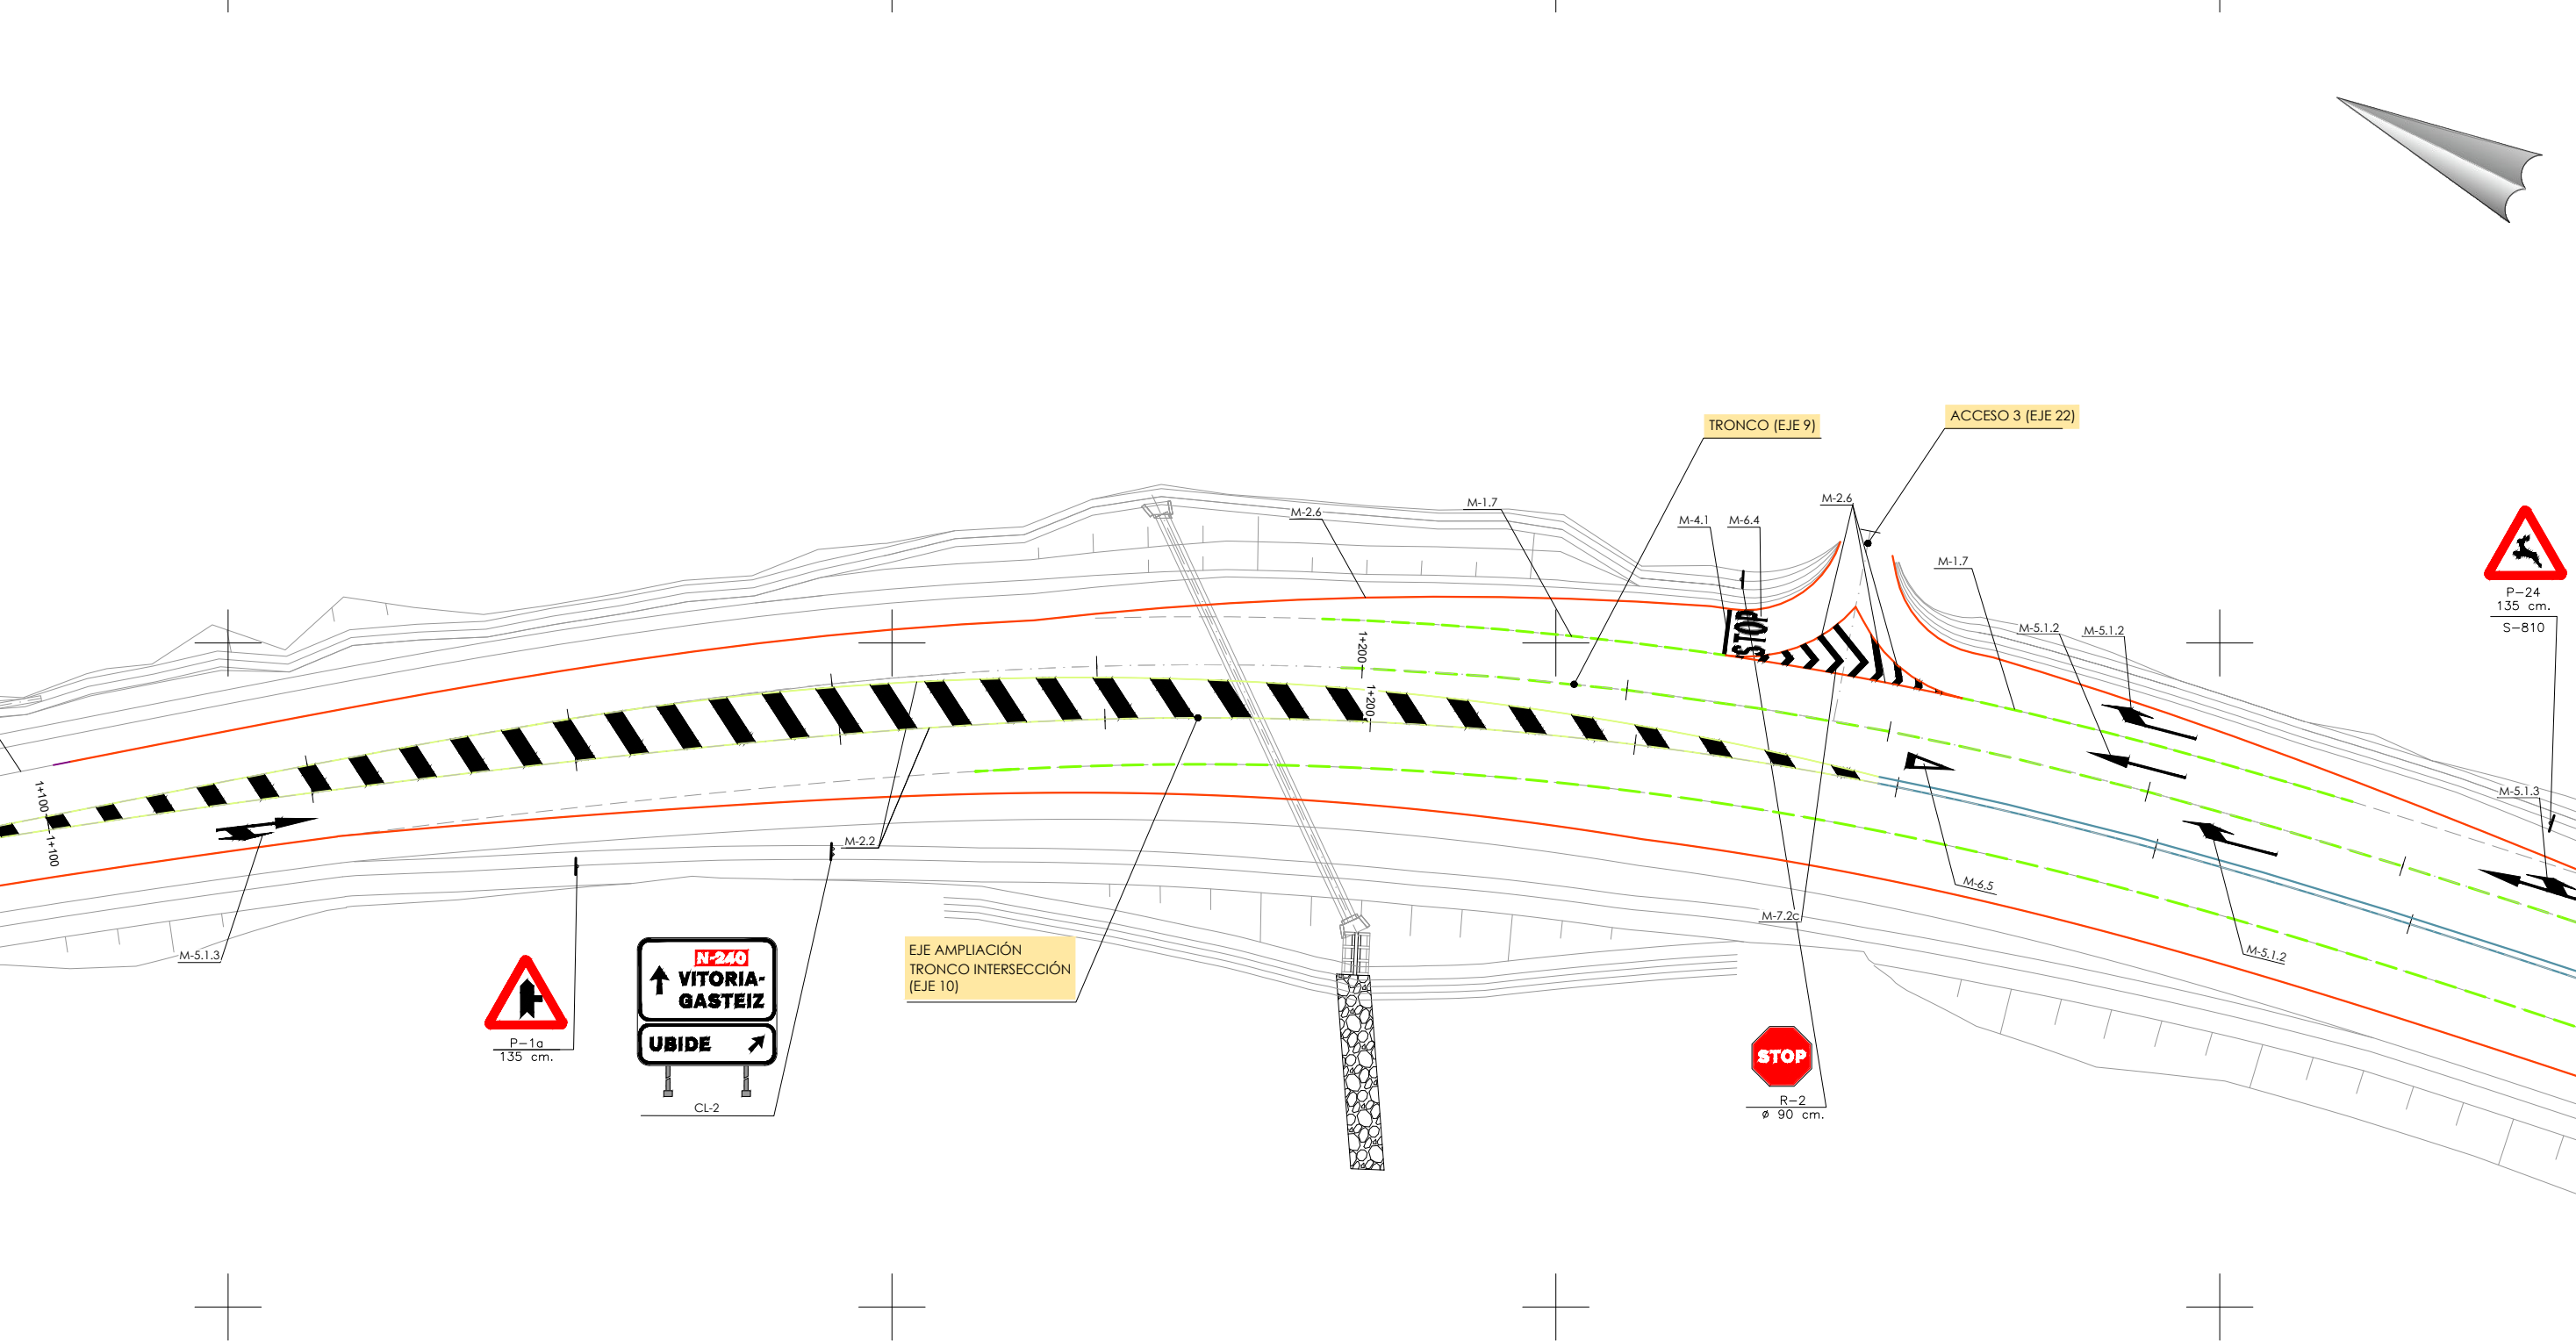 TRONCO (EJE 9)
ACCESO 3 (EJE 22)
M-2.6
M-1.7
M-4.1
M-6.4
M-2.6
M-1.7
M-5.1.2
M-5.1.2
P-24
135 cm.
S-810
STOP
1+200
1+200
1+100
1+100
M-5.1.3
M-2.2
M-5.1.3
M-6.5
M-7.2c
M-5.1.2
EJE AMPLIACIÓN
TRONCO INTERSECCIÓN
(EJE 10)
N-240
VITORIA-
GASTEIZ
UBIDE
CL-2
P-1a
135 cm.
STOP
R-2
ø 90 cm.